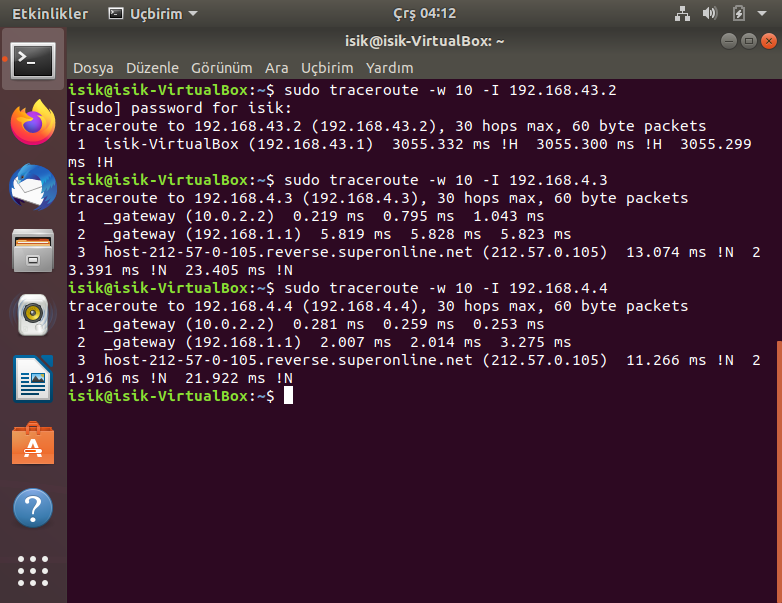 Etkinlikler
Uçbirim
Çrş 04:12
isik@isik-VirtualBox: ~
Dosya Düzenle Görünüm Ara Uçbirim Yardım
isik@isik-VirtualBox:~$ sudo traceroute -w 10 -I 192.168.43.2
[sudo] password for isik:
traceroute to 192.168.43.2 (192.168.43.2), 30 hops max, 60 byte packets
 1  isik-VirtualBox (192.168.43.1)  3055.332 ms !H  3055.300 ms !H  3055.299
ms !H
isik@isik-VirtualBox:~$ sudo traceroute -w 10 -I 192.168.4.3
traceroute to 192.168.4.3 (192.168.4.3), 30 hops max, 60 byte packets
 1  _gateway (10.0.2.2)  0.219 ms  0.795 ms  1.043 ms
 2  _gateway (192.168.1.1)  5.819 ms  5.828 ms  5.823 ms
 3  host-212-57-0-105.reverse.superonline.net (212.57.0.105)  13.074 ms !N  2
3.391 ms !N  23.405 ms !N
isik@isik-VirtualBox:~$ sudo traceroute -w 10 -I 192.168.4.4
traceroute to 192.168.4.4 (192.168.4.4), 30 hops max, 60 byte packets
 1  _gateway (10.0.2.2)  0.281 ms  0.259 ms  0.253 ms
 2  _gateway (192.168.1.1)  2.007 ms  2.014 ms  3.275 ms
 3  host-212-57-0-105.reverse.superonline.net (212.57.0.105)  11.266 ms !N  2
1.916 ms !N  21.922 ms !N
isik@isik-VirtualBox:~$